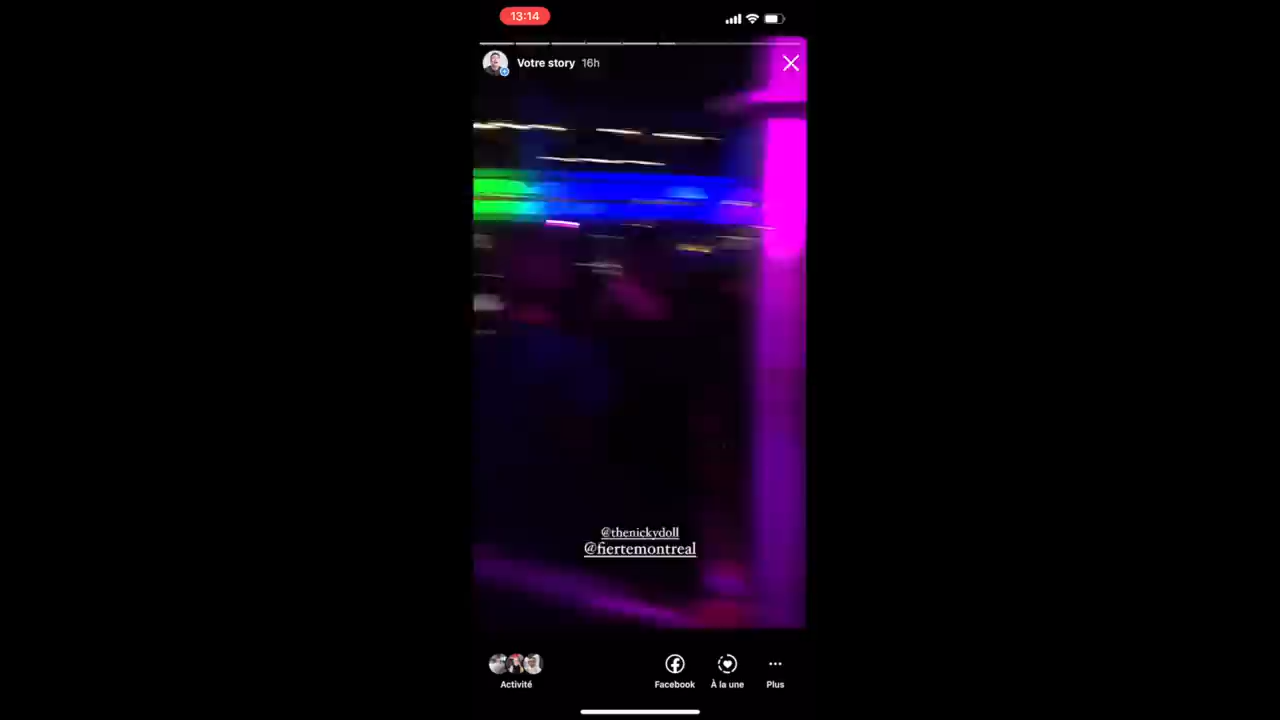 13:14
Votre story 16h
@thenickydoll
@fiertemontreal
Activité
Facebook
À la une
Plus